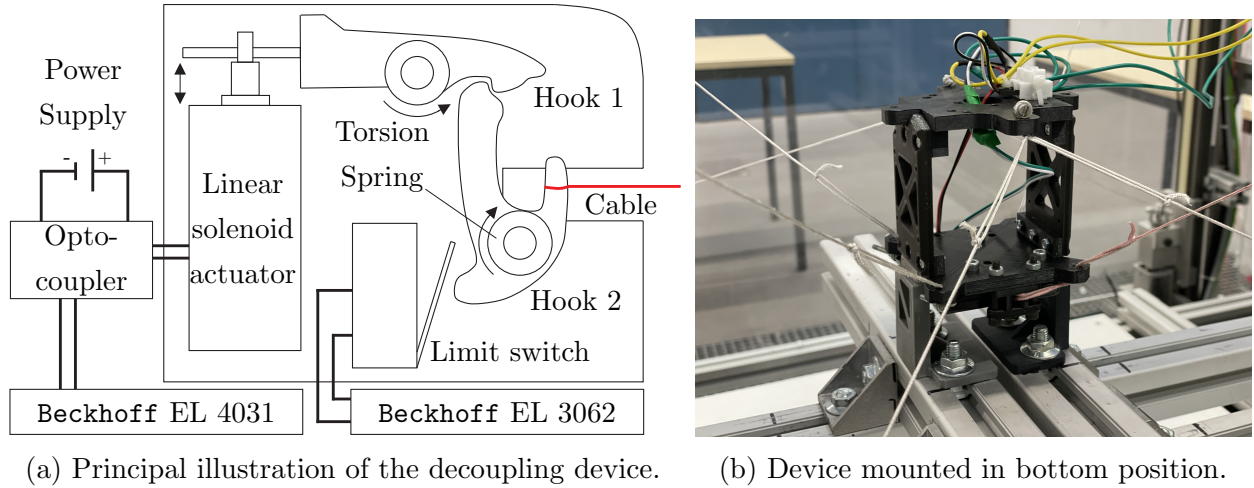 Power
Supply
- +
Opto-
coupler
Linear
solenoid
actuator
Torsion
Spring
Hook 1
Cable
Hook 2
Limit switch
Beckhoff EL 4031
Beckhoff EL 3062
(a) Principal illustration of the decoupling device.
(b) Device mounted in bottom position.